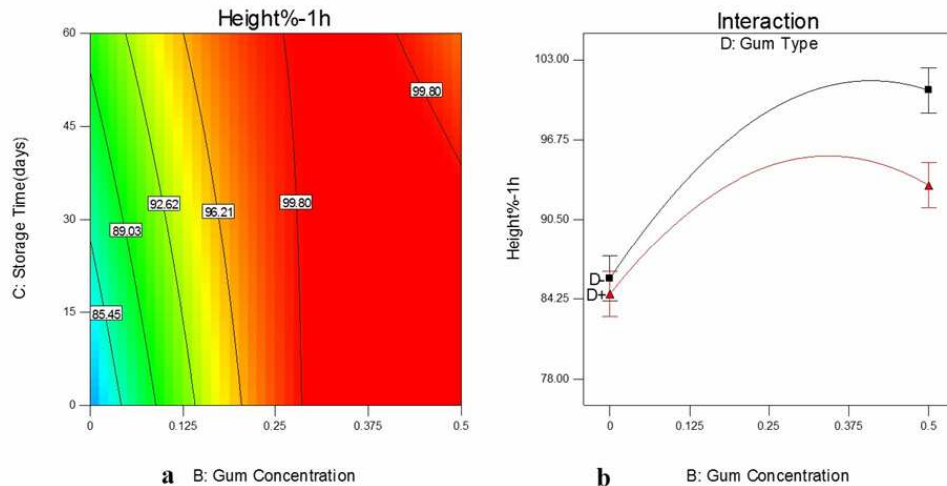 Height%-1h
60
45
30
15
0
C: Storage Time(days)
99.80
99.80
96.21
92.62
89.03
85.45
0 0.125 0.25 0.375 0.5
a B: Gum Concentration
Interaction
D: Gum Type
103.00
96.75
90.50
84.25
78.00
Height%-1h
D-
D+
0 0.125 0.25 0.375 0.5
b B: Gum Concentration